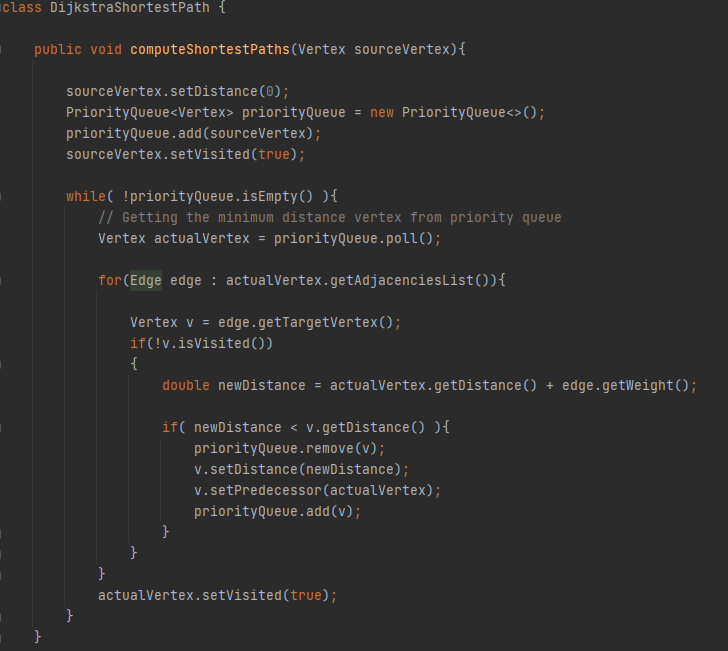 class DijkstraShortestPath {
public void computeShortestPaths(Vertex sourceVertex){
sourceVertex.setDistance(0);
PriorityQueue<Vertex> priorityQueue = new PriorityQueue<>();
priorityQueue.add(sourceVertex);
sourceVertex.setVisited(true);
while( !priorityQueue.isEmpty() ){
// Getting the minimum distance vertex from priority queue
Vertex actualVertex = priorityQueue.poll();
for(Edge edge : actualVertex.getAdjacenciesList()){
Vertex v = edge.getTargetVertex();
if(!v.isVisited())
{
double newDistance = actualVertex.getDistance() + edge.getWeight();
if( newDistance < v.getDistance() ){
priorityQueue.remove(v);
v.setDistance(newDistance);
v.setPredecessor(actualVertex);
priorityQueue.add(v);
}
}
}
actualVertex.setVisited(true);
}
}